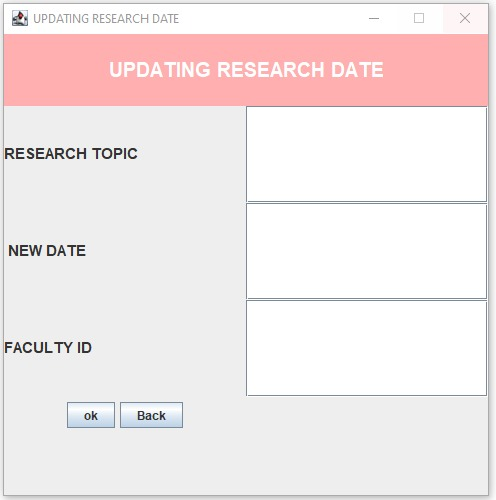 UPDATING RESEARCH DATE
UPDATING RESEARCH DATE
RESEARCH TOPIC
NEW DATE
FACULTY ID
ok Back